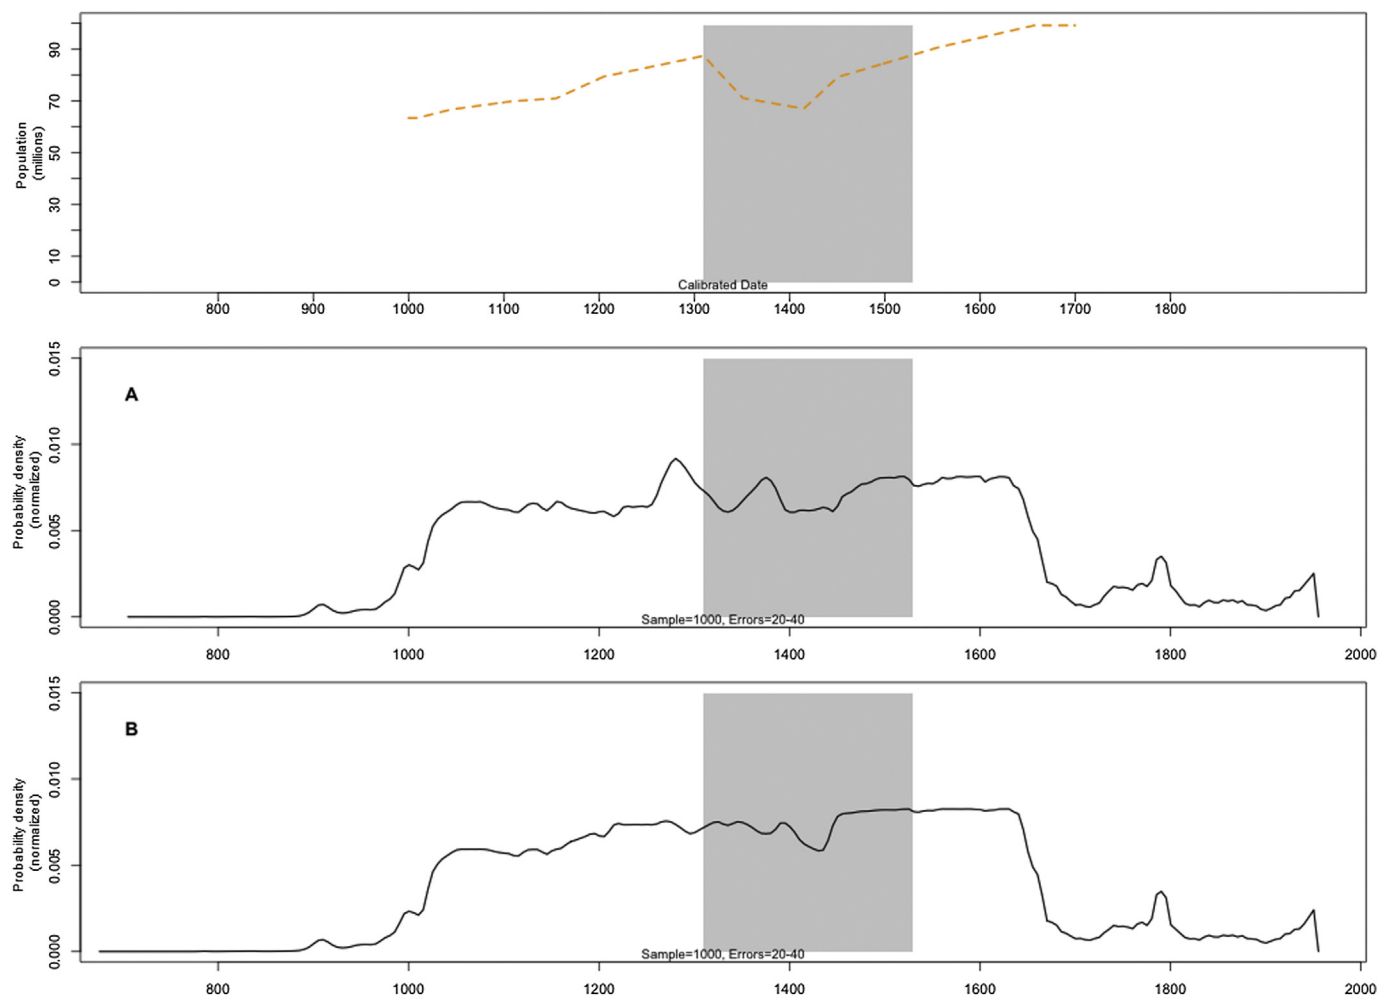 Population
(millions)
90
70
50
30
10
0
Calibrated Date
800 900 1000 1100 1200 1300 1400 1500 1600 1700 1800
A
Probability density
(normalized)
0.015
0.010
0.005
0.000
Sample=1000, Errors=20-40
800 1000 1200 1400 1600 1800 2000
B
Probability density
(normalized)
0.015
0.010
0.005
0.000
Sample=1000, Errors=20-40
800 1000 1200 1400 1600 1800 2000